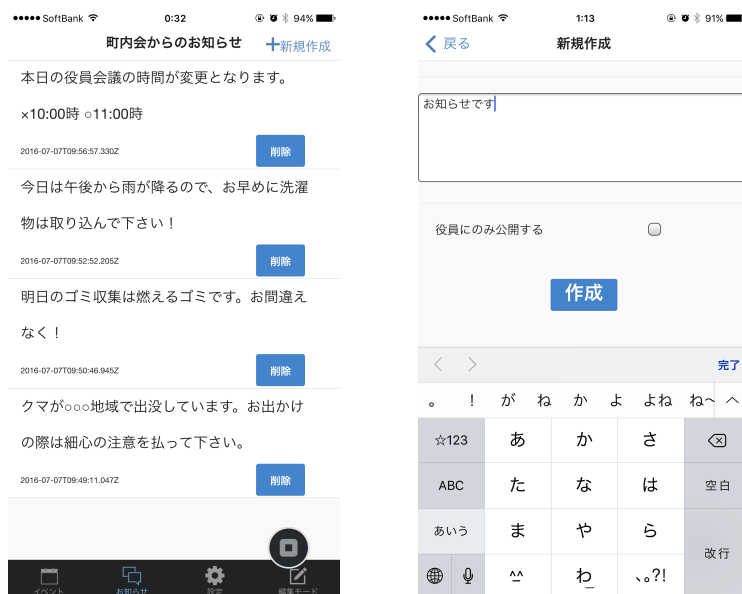 SoftBank 0:32 94%
町内会からのお知らせ +新規作成
本日の役員会議の時間が変更となります。
×10:00時 ○11:00時
2016-07-07T09:56:57.330Z 削除
今日は午後から雨が降るので、お早めに洗濯
物は取り込んで下さい！
2016-07-07T09:52:52.205Z 削除
明日のゴミ収集は燃えるゴミです。お間違え
なく！
2016-07-07T09:50:46.945Z 削除
クマが○○○地域で出没しています。お出かけ
の際は細心の注意を払って下さい。
2016-07-07T09:49:11.047Z 削除
イベント お知らせ 設定 編集モード
SoftBank 1:13 91%
戻る 新規作成
お知らせです
役員にのみ公開する
作成
完了
。 ！ が ね か よ よね ね〜
☆123 あ か さ
ABC た な は 空白
あいう ま や ら
改行
^^ わ 、。?!